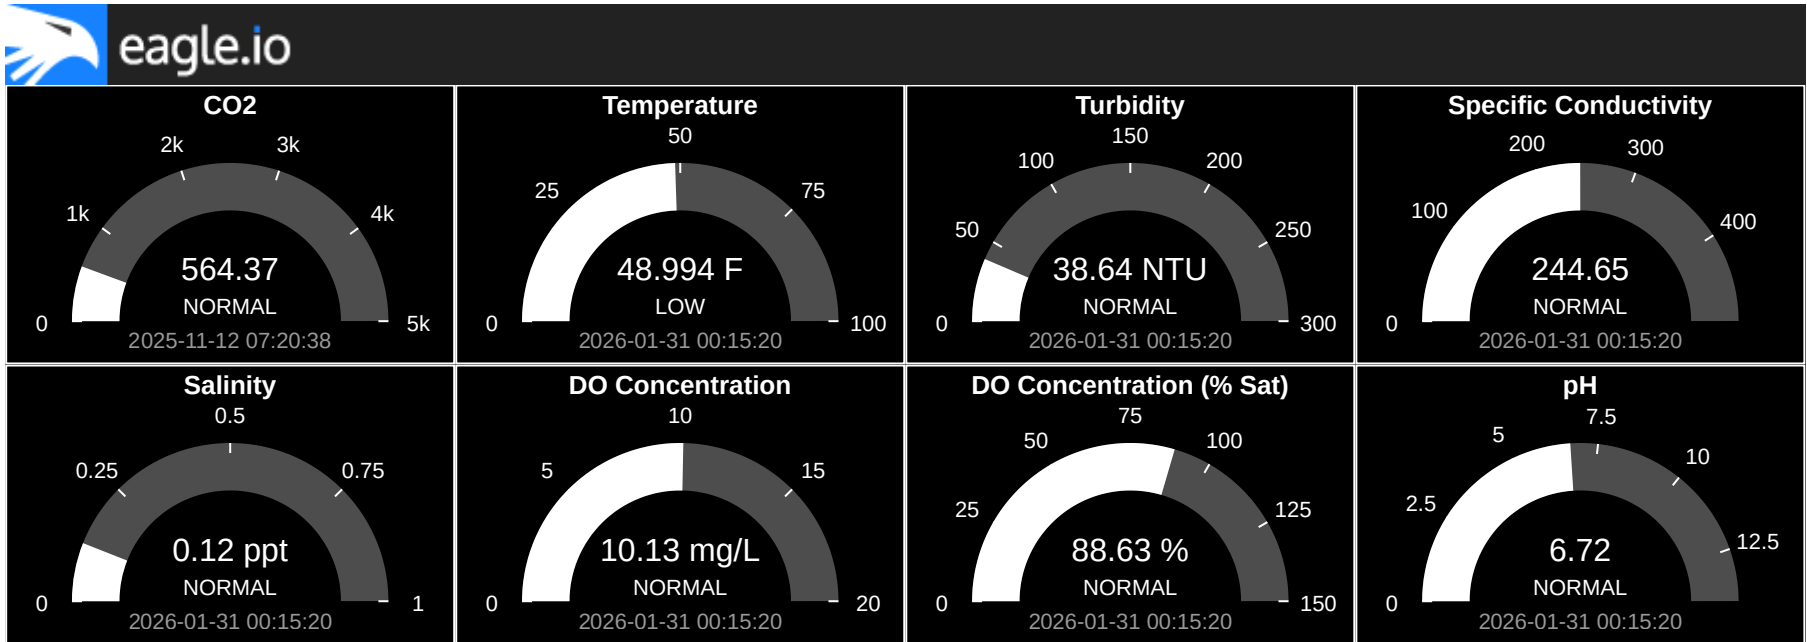 eagle.io
CO2
2k
3k
1k
4k
0
5k
564.37
NORMAL
2025-11-12 07:20:38
Temperature
50
25
75
0
100
48.994 F
LOW
2026-01-31 00:15:20
Turbidity
150
100
200
50
250
0
300
38.64 NTU
NORMAL
2026-01-31 00:15:20
Specific Conductivity
200
300
100
400
0
244.65
NORMAL
2026-01-31 00:15:20
Salinity
0.5
0.25
0.75
0
1
0.12 ppt
NORMAL
2026-01-31 00:15:20
DO Concentration
10
5
15
0
20
10.13 mg/L
NORMAL
2026-01-31 00:15:20
DO Concentration (% Sat)
75
50
100
25
125
0
150
88.63 %
NORMAL
2026-01-31 00:15:20
pH
7.5
5
10
2.5
12.5
0
6.72
NORMAL
2026-01-31 00:15:20